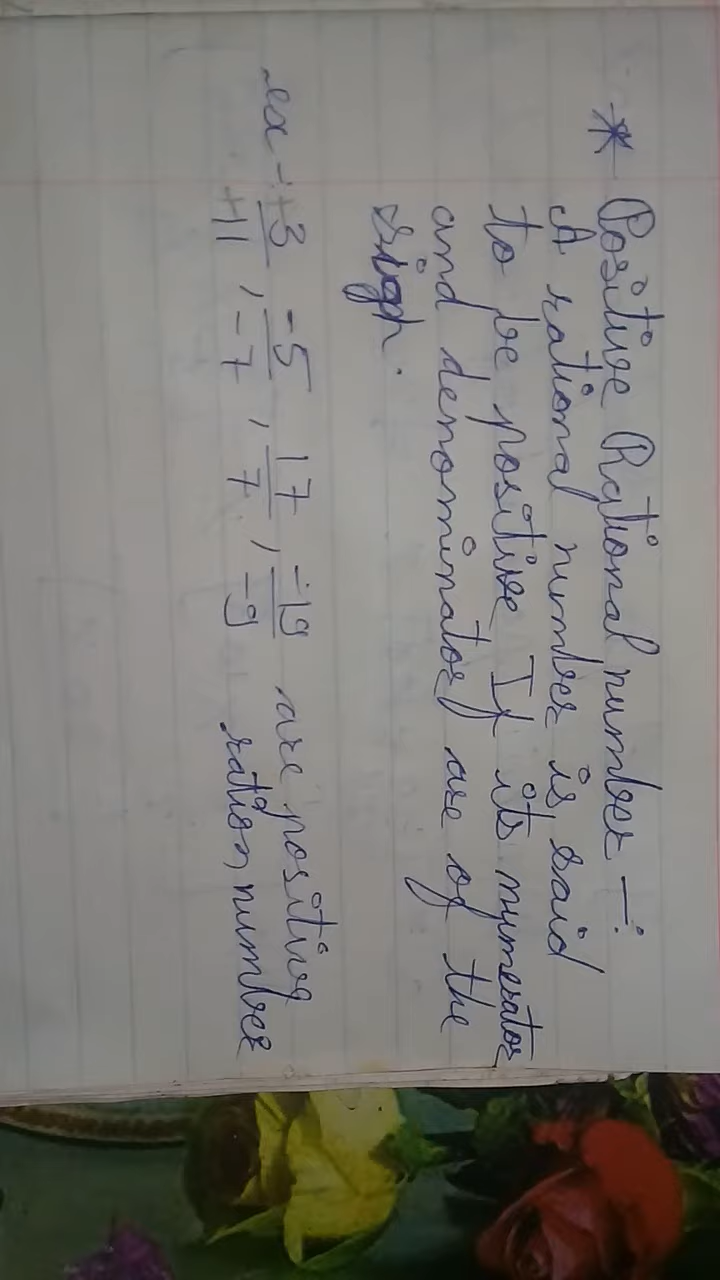 * Positive Rational number -:
A rational number is said
to be positive If its numerator
and denominator are of the
sign.
ex - +3/+11, -5/-7, 17/7, -19/-9 are positive
ration number